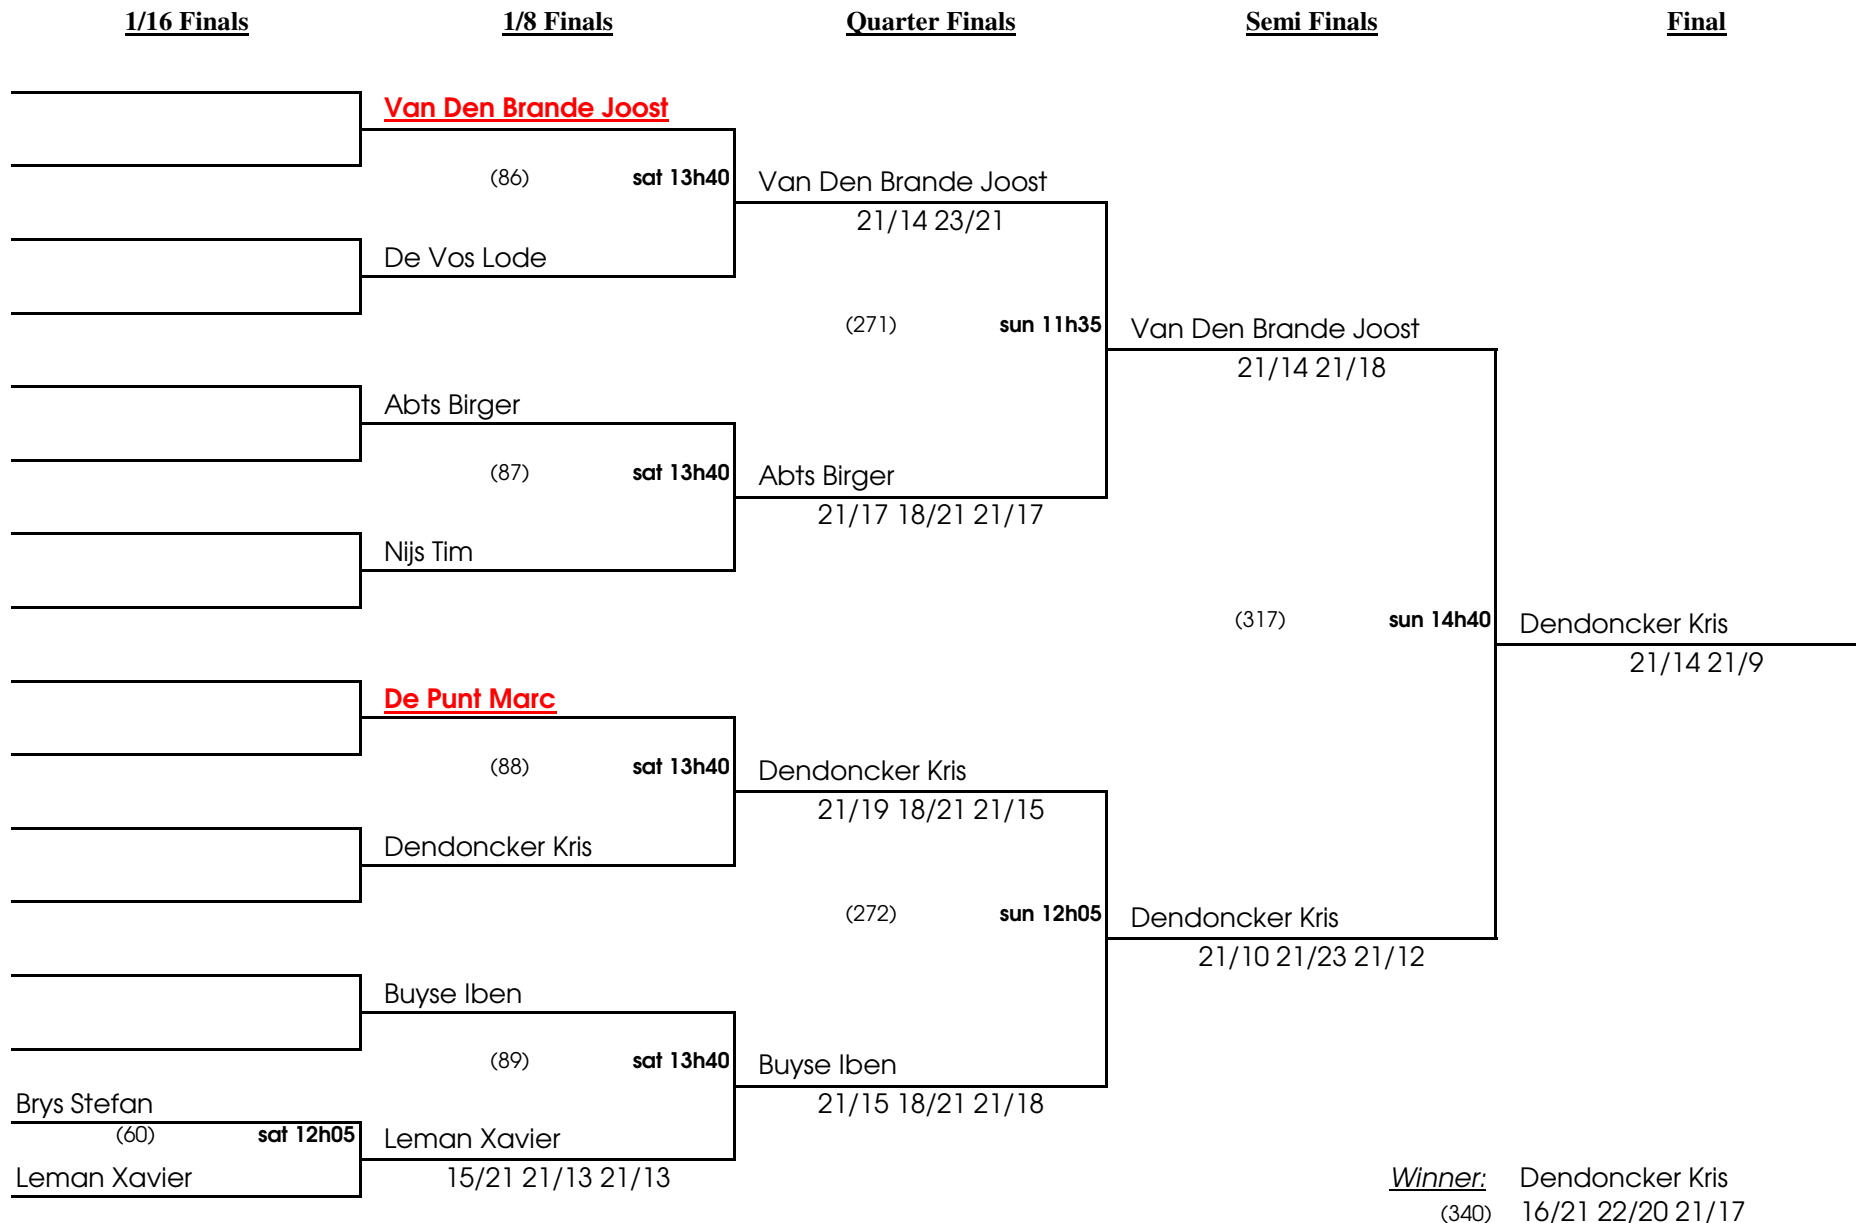 1/16 Finals 1/8 Finals Quarter Finals Semi Finals Final
Van Den Brande Joost
(86) sat 13h40 Van Den Brande Joost
21/14 23/21
De Vos Lode
(271) sun 11h35 Van Den Brande Joost
21/14 21/18
Abts Birger
(87) sat 13h40 Abts Birger
21/17 18/21 21/17
Nijs Tim
(317) sun 14h40 Dendoncker Kris
21/14 21/9
De Punt Marc
(88) sat 13h40 Dendoncker Kris
21/19 18/21 21/15
Dendoncker Kris
(272) sun 12h05 Dendoncker Kris
21/10 21/23 21/12
Buyse Iben
(89) sat 13h40 Buyse Iben
21/15 18/21 21/18
Brys Stefan
(60) sat 12h05 Leman Xavier
Leman Xavier 15/21 21/13 21/13
Winner: Dendoncker Kris
(340) 16/21 22/20 21/17